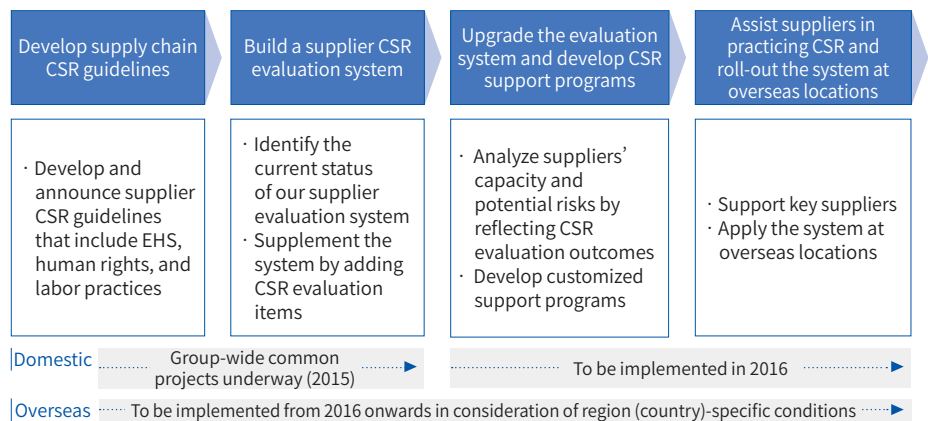 Develop supply chain
CSR guidelines
Build a supplier CSR
evaluation system
Upgrade the evaluation
system and develop CSR
support programs
Assist suppliers in
practicing CSR and
roll-out the system at
overseas locations
· Develop and
announce supplier
CSR guidelines
that include EHS,
human rights, and
labor practices
· Identify the
current status
of our supplier
evaluation system
· Supplement the
system by adding
CSR evaluation
items
· Analyze suppliers’
capacity and
potential risks by
reflecting CSR
evaluation outcomes
· Develop customized
support programs
· Support key suppliers
· Apply the system at
overseas locations
Domestic
Group-wide common
projects underway (2015)
To be implemented in 2016
Overseas
To be implemented from 2016 onwards in consideration of region (country)-specific conditions